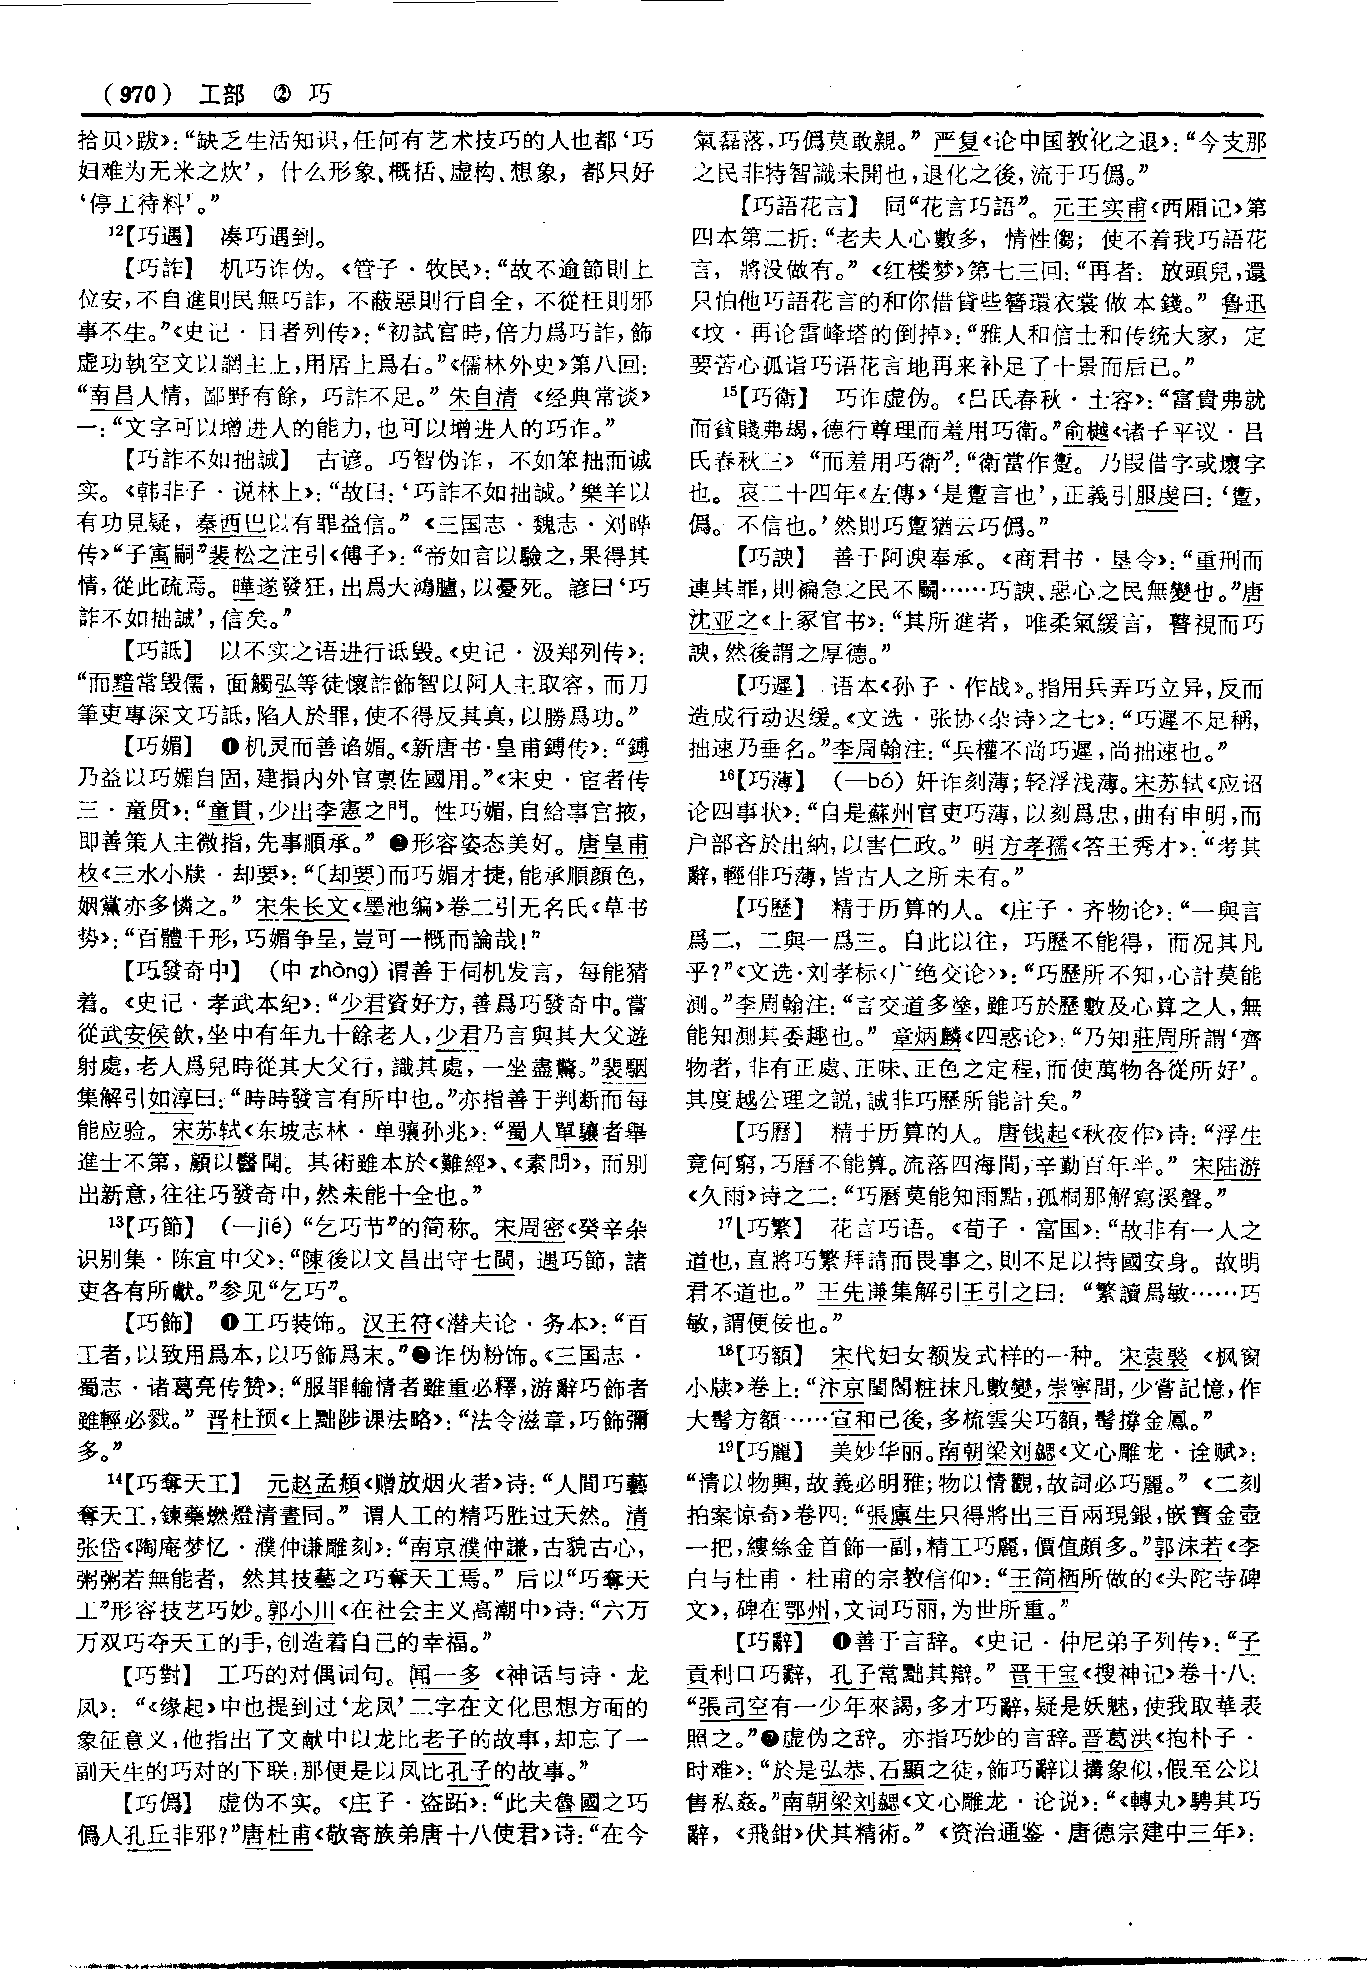 (970) 工部 ② 巧
拾贝〉跋》：“缺乏生活知识，任何有艺术技巧的人也都‘巧
妇难为无米之炊’，什么形象、概括、虚构、想象，都只好
‘停工待料’。”
12【巧遇】 凑巧遇到。
【巧詐】 机巧诈伪。《管子·牧民》：“故不逾節則上
位安，不自進則民無巧詐，不蔽惡則行自全，不從枉則邪
事不生。”《史记·日者列传》：“初試官時，倍力爲巧詐，飾
虚功執空文以誷主上，用居上爲右。”《儒林外史》第八回：
“南昌人情，鄙野有餘，巧詐不足。” 朱自清《经典常谈》
一：“文字可以增进人的能力，也可以增进人的巧诈。”
【巧詐不如拙誠】 古谚。巧智伪诈，不如笨拙而诚
实。《韩非子·说林上》：“故曰：‘巧詐不如拙誠。’樂羊以
有功見疑，秦西巴以有罪益信。”《三国志·魏志·刘晔
传》“子寓嗣”裴松之注引《傅子》：“帝如言以驗之，果得其
情，從此疏焉。曄遂發狂，出爲大鴻臚，以憂死。諺曰‘巧
詐不如拙誠’，信矣。”
【巧詆】 以不实之语进行诋毁。《史记·汲郑列传》：
“而黯常毁儒，面觸弘等徒懷詐飾智以阿人主取容，而刀
筆吏專深文巧詆，陷人於罪，使不得反其真，以勝爲功。”
【巧媚】 ❶机灵而善谄媚。《新唐书·皇甫鎛传》：“鎛
乃益以巧媚自固，建損内外官稟佐國用。”《宋史·宦者传
三·童贯》：“童貫，少出李憲之門。性巧媚，自給事宫掖，
即善策人主微指，先事順承。” ❷形容姿态美好。唐皇甫
枚《三水小牍·却要》：“〔却要〕而巧媚才捷，能承順顔色，
姻黨亦多憐之。” 宋朱长文《墨池编》卷二引无名氏《草书
势》：“百體千形，巧媚争呈，豈可一概而論哉！”
【巧發奇中】 (中 zhòng) 谓善于伺机发言，每能猜
着。《史记·孝武本纪》：“少君資好方，善爲巧發奇中。嘗
從武安侯飲，坐中有年九十餘老人，少君乃言與其大父遊
射處，老人爲兒時從其大父行，識其處，一坐盡驚。”裴駰
集解引如淳曰：“時時發言有所中也。”亦指善于判断而每
能应验。宋苏轼《东坡志林·单骧孙兆》：“蜀人單驤者舉
進士不第，顧以醫聞。其術雖本於《難經》、《素問》，而别
出新意，往往巧發奇中，然未能十全也。”
13【巧節】 (—jié) “乞巧节”的简称。宋周密《癸辛杂
识别集·陈宜中父》：“陳後以文昌出守七閩，遇巧節，諸
吏各有所獻。”参见“乞巧”。
【巧飾】 ❶工巧装饰。汉王符《潜夫论·务本》：“百
工者，以致用爲本，以巧飾爲末。”❷诈伪粉饰。《三国志·
蜀志·诸葛亮传赞》：“服罪輸情者雖重必釋，游辭巧飾者
雖輕必戮。” 晋杜预《上黜陟课法略》：“法令滋章，巧飾彌
多。”
14【巧奪天工】 元赵孟頫《赠放烟火者》诗：“人間巧藝
奪天工，鍊藥燃燈清晝同。” 谓人工的精巧胜过天然。清
张岱《陶庵梦忆·濮仲谦雕刻》：“南京濮仲謙，古貌古心，
粥粥若無能者，然其技藝之巧奪天工焉。” 后以“巧奪天
工”形容技艺巧妙。郭小川《在社会主义高潮中》诗：“六万
万双巧夺天工的手，创造着自己的幸福。”
【巧對】 工巧的对偶词句。闻一多《神话与诗·龙
凤》：“《缘起》中也提到过‘龙凤’二字在文化思想方面的
象征意义，他指出了文献中以龙比老子的故事，却忘了一
副天生的巧对的下联，那便是以凤比孔子的故事。”
【巧僞】 虚伪不实。《庄子·盗跖》：“此夫魯國之巧
僞人孔丘非邪？”唐杜甫《敬寄族弟唐十八使君》诗：“在今
氣磊落，巧僞莫敢親。” 严复《论中国教化之退》：“今支那
之民非特智識未開也，退化之後，流于巧僞。”
【巧語花言】 同“花言巧語”。元王实甫《西厢记》第
四本第二折：“老夫人心數多，情性㑳；使不着我巧語花
言，將没做有。”《红楼梦》第七三回：“再者：放頭兒，還
只怕他巧語花言的和你借貸些簪環衣裳做本錢。” 鲁迅
《坟·再论雷峰塔的倒掉》：“雅人和信士和传统大家，定
要苦心孤诣巧语花言地再来补足了十景而后已。”
15【巧衛】 巧诈虚伪。《吕氏春秋·士容》：“富貴弗就
而貧賤弗朅，德行尊理而羞用巧衛。”俞樾《诸子平议·吕
氏春秋三》“而羞用巧衛”：“衛當作躗。乃叚借字或壞字
也。哀二十四年《左傳》‘是躗言也’，正義引服虔曰：‘躗，
僞。不信也。’然則巧躗猶云巧僞。”
【巧諛】 善于阿谀奉承。《商君书·垦令》：“重刑而
連其罪，則褊急之民不鬭……巧諛、惡心之民無變也。”唐
沈亚之《上冢官书》：“其所進者，唯柔氣緩言，瞽視而巧
諛，然後謂之厚德。”
【巧遲】 语本《孙子·作战》。指用兵弄巧立异，反而
造成行动迟缓。《文选·张协〈杂诗〉之七》：“巧遲不足稱，
拙速乃垂名。”李周翰注：“兵權不尚巧遲，尚拙速也。”
16【巧薄】 (—bó) 奸诈刻薄；轻浮浅薄。宋苏轼《应诏
论四事状》：“自是蘇州官吏巧薄，以刻爲忠，曲有申明，而
户部吝於出納，以害仁政。” 明方孝孺《答王秀才》：“考其
辭，輕俳巧薄，皆古人之所未有。”
【巧歷】 精于历算的人。《庄子·齐物论》：“一與言
爲二，二與一爲三。自此以往，巧歷不能得，而況其凡
乎？”《文选·刘孝标〈广绝交论〉》：“巧歷所不知，心計莫能
測。”李周翰注：“言交道多塗，雖巧於歷數及心算之人，無
能知測其委趣也。” 章炳麟《四惑论》：“乃知莊周所謂‘齊
物者，非有正處、正味、正色之定程，而使萬物各從所好’。
其度越公理之説，誠非巧歷所能計矣。”
【巧曆】 精于历算的人。唐钱起《秋夜作》诗：“浮生
竟何窮，巧曆不能算。流落四海間，辛勤百年半。” 宋陆游
《久雨》诗之二：“巧曆莫能知雨點，孤桐那解寫溪聲。”
17【巧繁】 花言巧语。《荀子·富国》：“故非有一人之
道也，直將巧繁拜請而畏事之，則不足以持國安身。故明
君不道也。” 王先谦集解引王引之曰：“繁讀爲敏……巧
敏，謂便佞也。”
18【巧額】 宋代妇女额发式样的一种。宋袁褧《枫窗
小牍》卷上：“汴京閨閣粧抹凡數變，崇寧間，少嘗記憶，作
大髻方額……宣和已後，多梳雲尖巧額，髻撐金鳳。”
19【巧麗】 美妙华丽。南朝梁刘勰《文心雕龙·诠赋》：
“情以物興，故義必明雅；物以情觀，故詞必巧麗。”《二刻
拍案惊奇》卷四：“張廩生只得將出三百兩現銀，嵌寶金壺
一把，縷絲金首飾一副，精工巧麗，價值頗多。”郭沫若《李
白与杜甫·杜甫的宗教信仰》：“王简栖所做的《头陀寺碑
文》，碑在鄂州，文词巧丽，为世所重。”
【巧辭】 ❶善于言辞。《史记·仲尼弟子列传》：“子
貢利口巧辭，孔子常黜其辯。” 晋干宝《搜神记》卷十八：
“張司空有一少年來謁，多才巧辭，疑是妖魅，使我取華表
照之。”❷虚伪之辞。亦指巧妙的言辞。晋葛洪《抱朴子·
时难》：“於是弘恭、石顯之徒，飾巧辭以搆象似，假至公以
售私姦。”南朝梁刘勰《文心雕龙·论说》：“《轉丸》騁其巧
辭，《飛鉗》伏其精術。”《资治通鉴·唐德宗建中三年》：